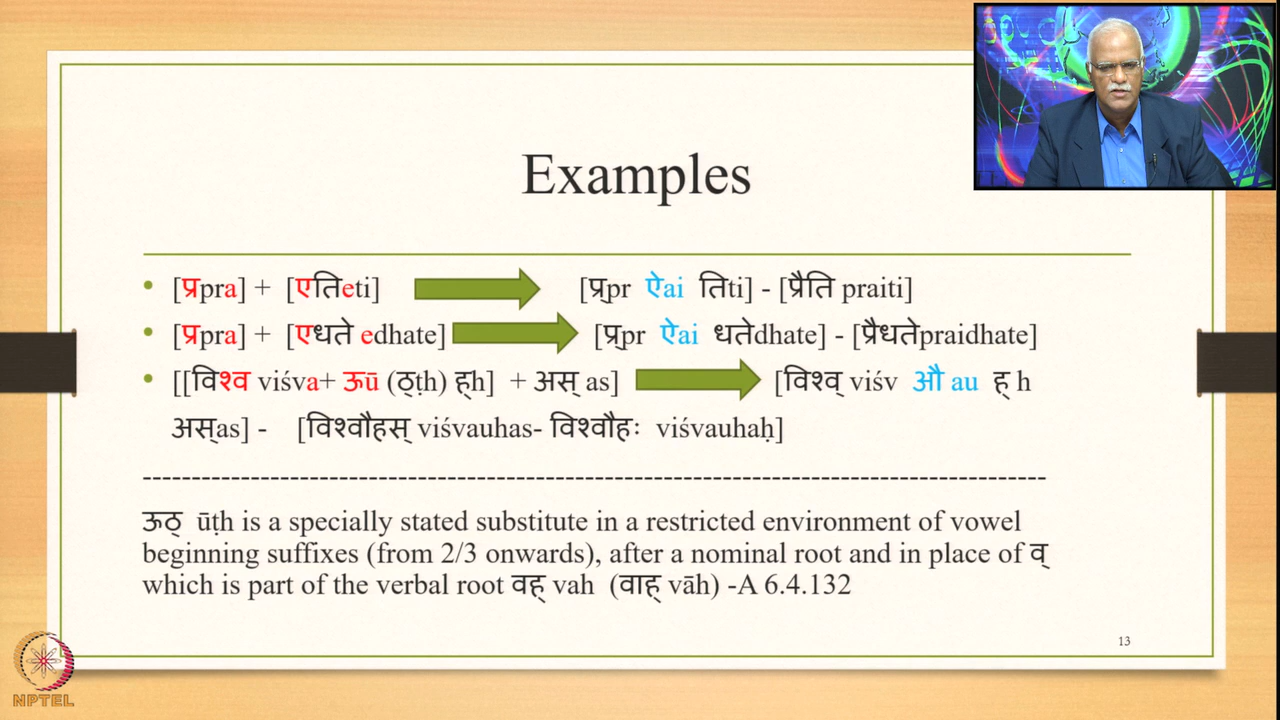 Examples
• [प्रpra] + [एतिeti] [प्र्pr ऐai तिti] - [प्रैति praiti]
• [प्रpra] + [एधते edhate] [प्र्pr ऐai धतेdhate] - [प्रैधतेpraidhate]
• [[विश्व viśva+ ऊū (ठ्ṭh) ह्h] + अस् as] [विश्व् viśv औ au ह् h
अस्as] - [विश्वौहस् viśvauhas- विश्वौहः viśvauhaḥ]
--------------------------------------------------------------------------------
ऊठ् ūṭh is a specially stated substitute in a restricted environment of vowel
beginning suffixes (from 2/3 onwards), after a nominal root and in place of व्
which is part of the verbal root वह् vah (वाह् vāh) -A 6.4.132
13
NPTEL